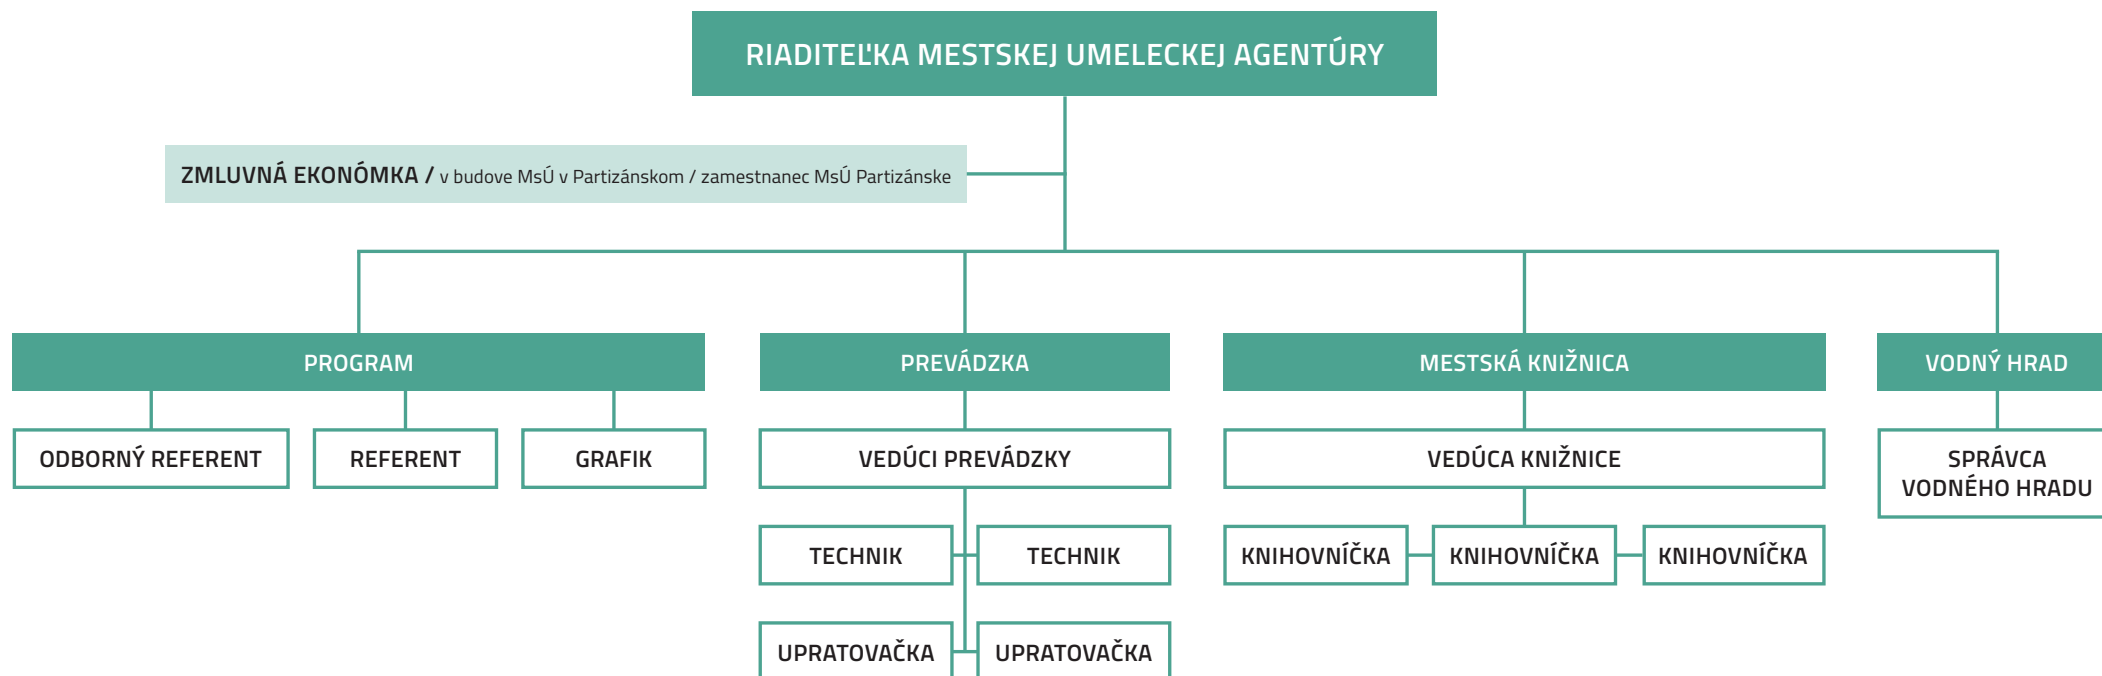 RIADITEĽKA MESTSKEJ UMELECKEJ AGENTÚRY
ZMLUVNÁ EKONÓMKA / v budove MsÚ v Partizánskom / zamestnanec MsÚ Partizánske
PROGRAM
PREVÁDZKA
MESTSKÁ KNIŽNICA
VODNÝ HRAD
ODBORNÝ REFERENT
REFERENT
GRAFIK
VEDÚCI PREVÁDZKY
VEDÚCA KNIŽNICE
SPRÁVCA
VODNÉHO HRADU
TECHNIK
TECHNIK
KNIHOVNÍČKA
KNIHOVNÍČKA
KNIHOVNÍČKA
UPRATOVAČKA
UPRATOVAČKA